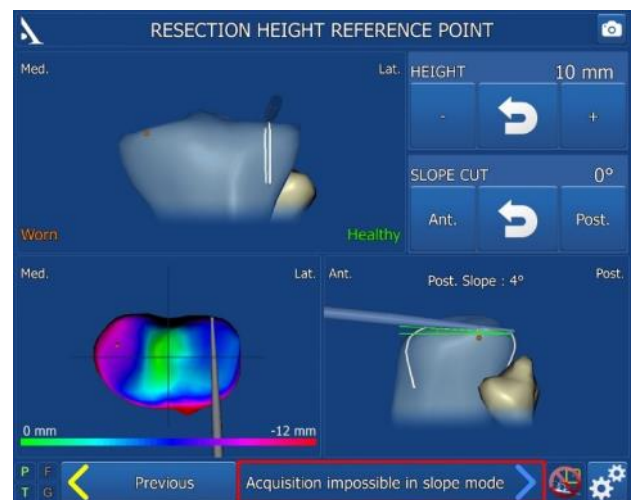 RESECTION HEIGHT REFERENCE POINT
Med.
Lat.
HEIGHT 10 mm
- +
SLOPE CUT 0°
Ant. Post.
Worn
Healthy
Med.
Lat.
Ant.
Post. Slope : 4°
Post.
0 mm
-12 mm
P F
T G
Previous
Acquisition impossible in slope mode